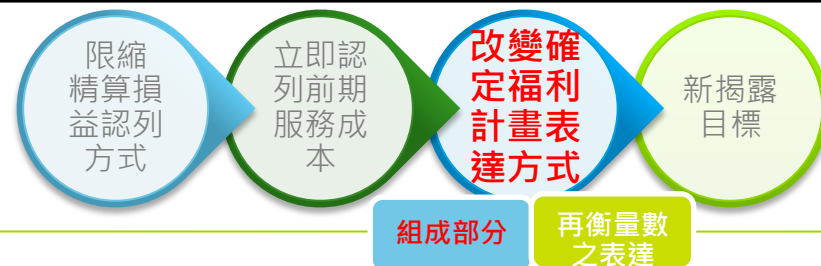 限縮
精算損
益認列
方式
立即認
列前期
服務成
本
改變確
定福利
計畫表
達方式
新揭露
目標
組成部分
再衡量數
之表達